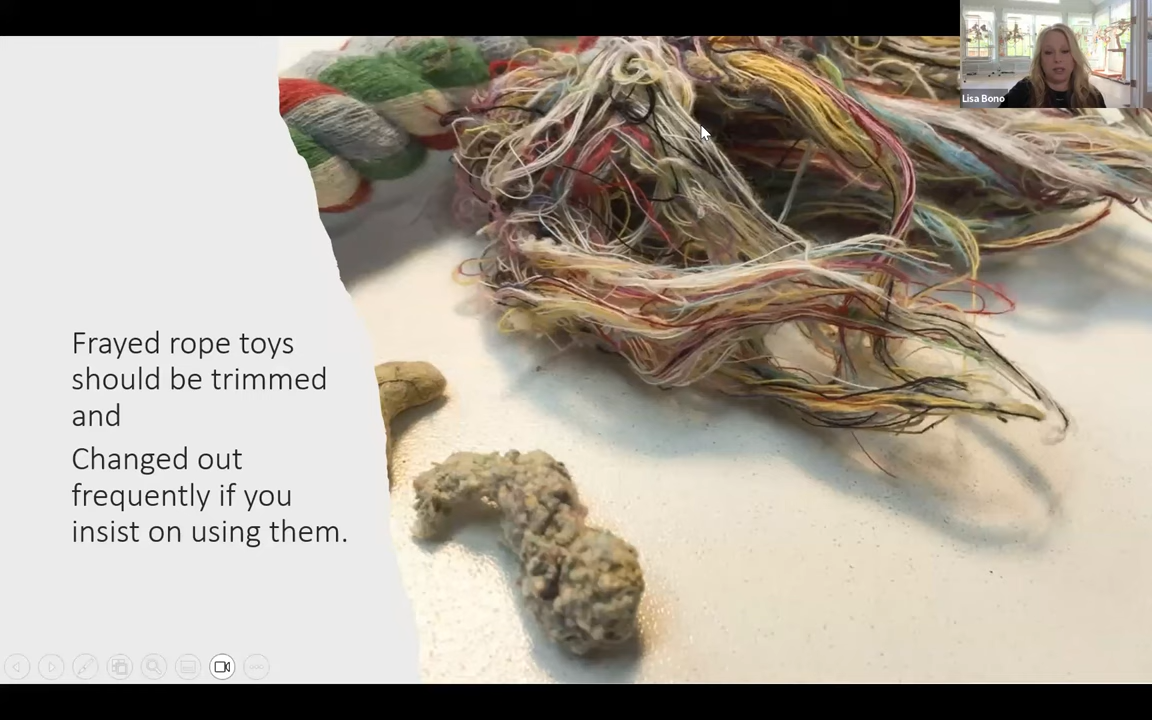 Lisa Bono
Frayed rope toys
should be trimmed
and
Changed out
frequently if you
insist on using them.